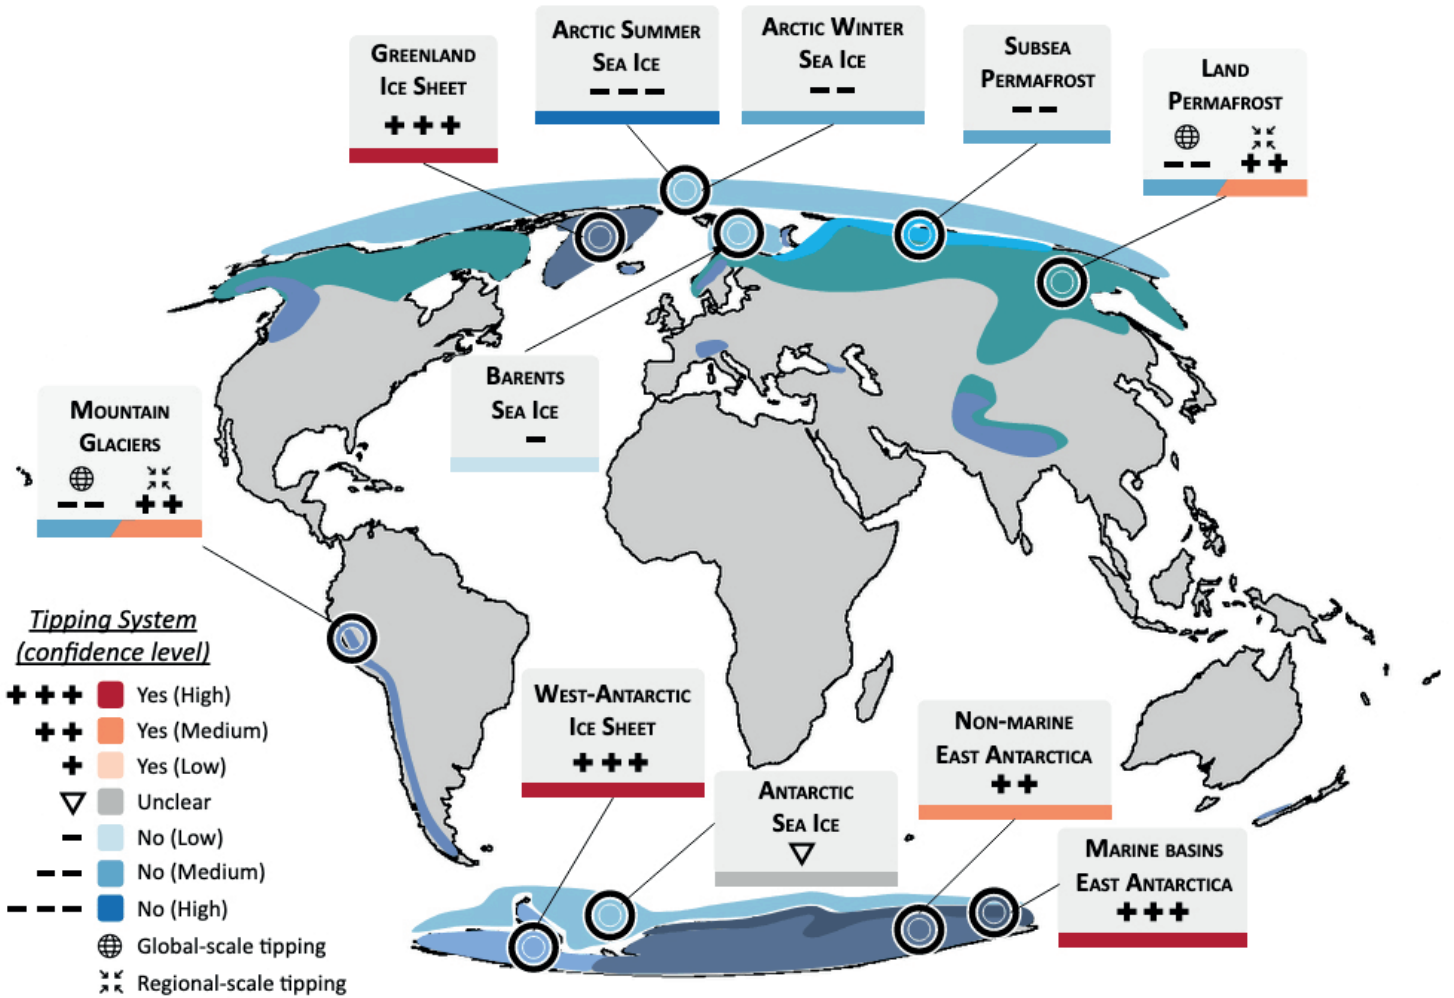 GREENLAND
ICE SHEET
+++
ARCTIC SUMMER
SEA ICE
− − −
ARCTIC WINTER
SEA ICE
− −
SUBSEA
PERMAFROST
− −
LAND
PERMAFROST
− − ++
BARENTS
SEA ICE
−
MOUNTAIN
GLACIERS
− − ++
Tipping System
(confidence level)
+++ Yes (High)
++ Yes (Medium)
+ Yes (Low)
▽ Unclear
− No (Low)
− − No (Medium)
− − − No (High)
Global-scale tipping
Regional-scale tipping
WEST-ANTARCTIC
ICE SHEET
+++
ANTARCTIC
SEA ICE
▽
NON-MARINE
EAST ANTARCTICA
++
MARINE BASINS
EAST ANTARCTICA
+++